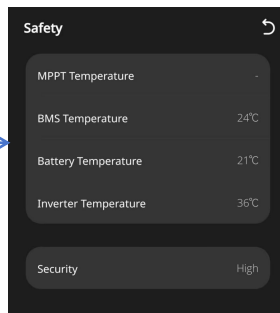 Safety
MPPT Temperature -
BMS Temperature 24℃
Battery Temperature 21℃
Inverter Temperature 36℃
Security High